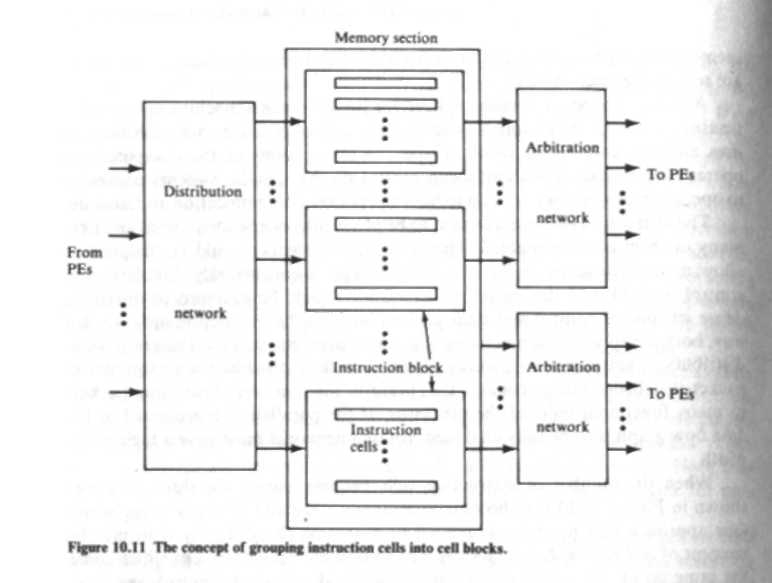 Memory section
Arbitration
To PEs
Distribution
network
From
PEs
network
Instruction block
Arbitration
To PEs
Instruction
cells
network
Figure 10.11 The concept of grouping instruction cells into cell blocks.